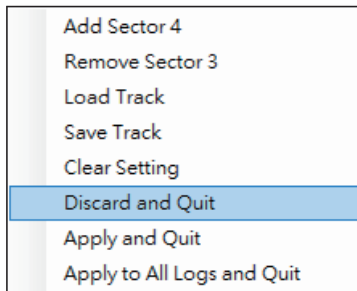 Add Sector 4
Remove Sector 3
Load Track
Save Track
Clear Setting
Discard and Quit
Apply and Quit
Apply to All Logs and Quit